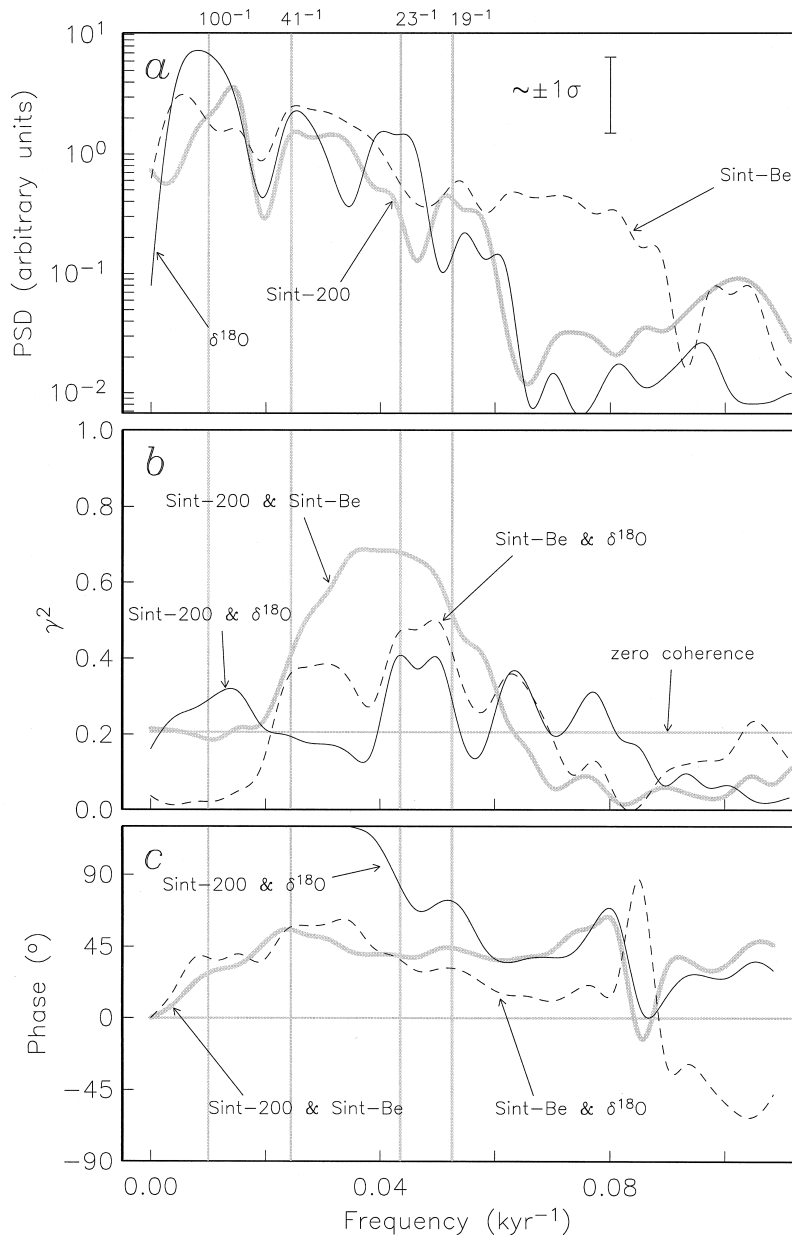 100⁻¹ 41⁻¹ 23⁻¹ 19⁻¹
10¹
10⁰
10⁻¹
10⁻²
PSD (arbitrary units)
a
~±1σ
Sint-Be
Sint-200
δ¹⁸O
1.0
0.8
0.6
0.4
0.2
0.0
γ²
b
Sint-200 & Sint-Be
Sint-Be & δ¹⁸O
Sint-200 & δ¹⁸O
zero coherence
90
45
0
-45
-90
Phase (°)
c
Sint-200 & δ¹⁸O
Sint-200 & Sint-Be
Sint-Be & δ¹⁸O
0.00 0.04 0.08
Frequency (kyr⁻¹)